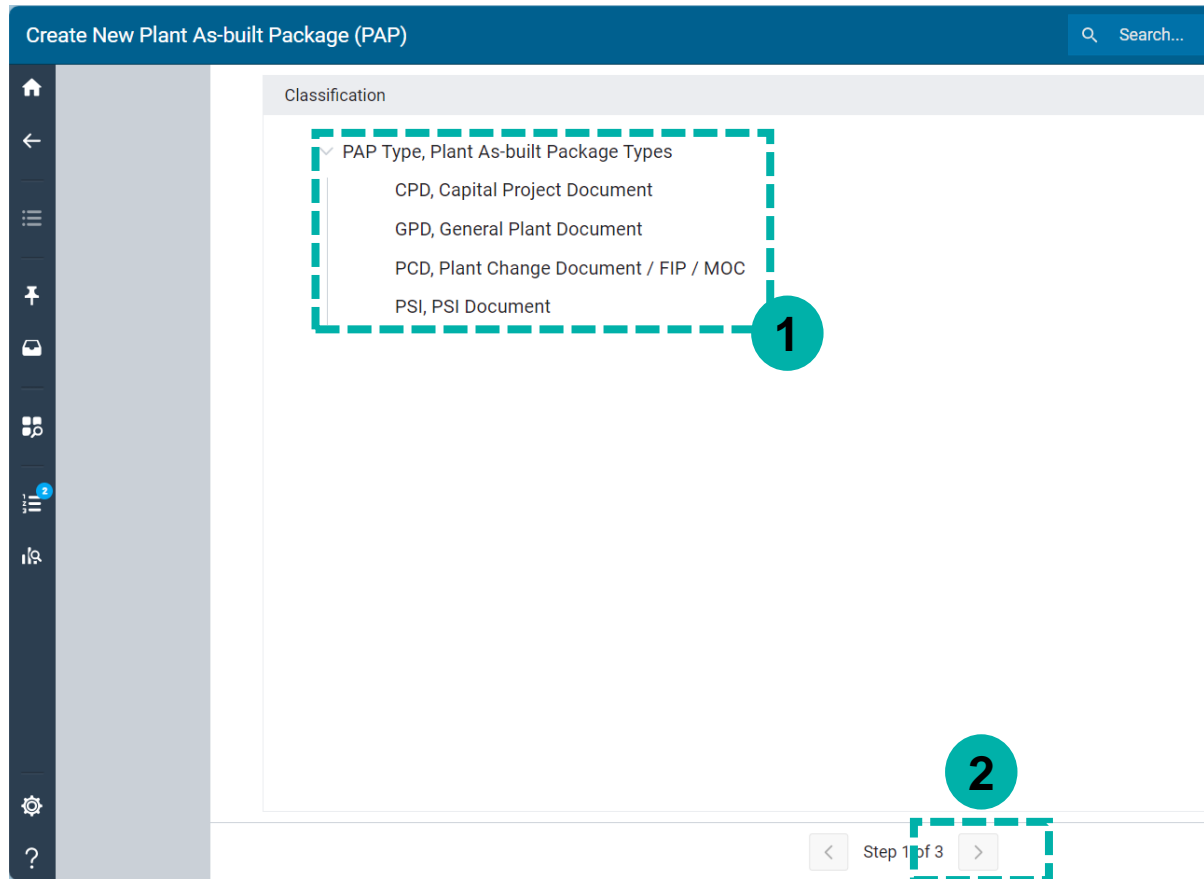 Create New Plant As-built Package (PAP)
Search...
Classification
PAP Type, Plant As-built Package Types
CPD, Capital Project Document
GPD, General Plant Document
PCD, Plant Change Document / FIP / MOC
PSI, PSI Document
1
2
2
Step 1 of 3
?